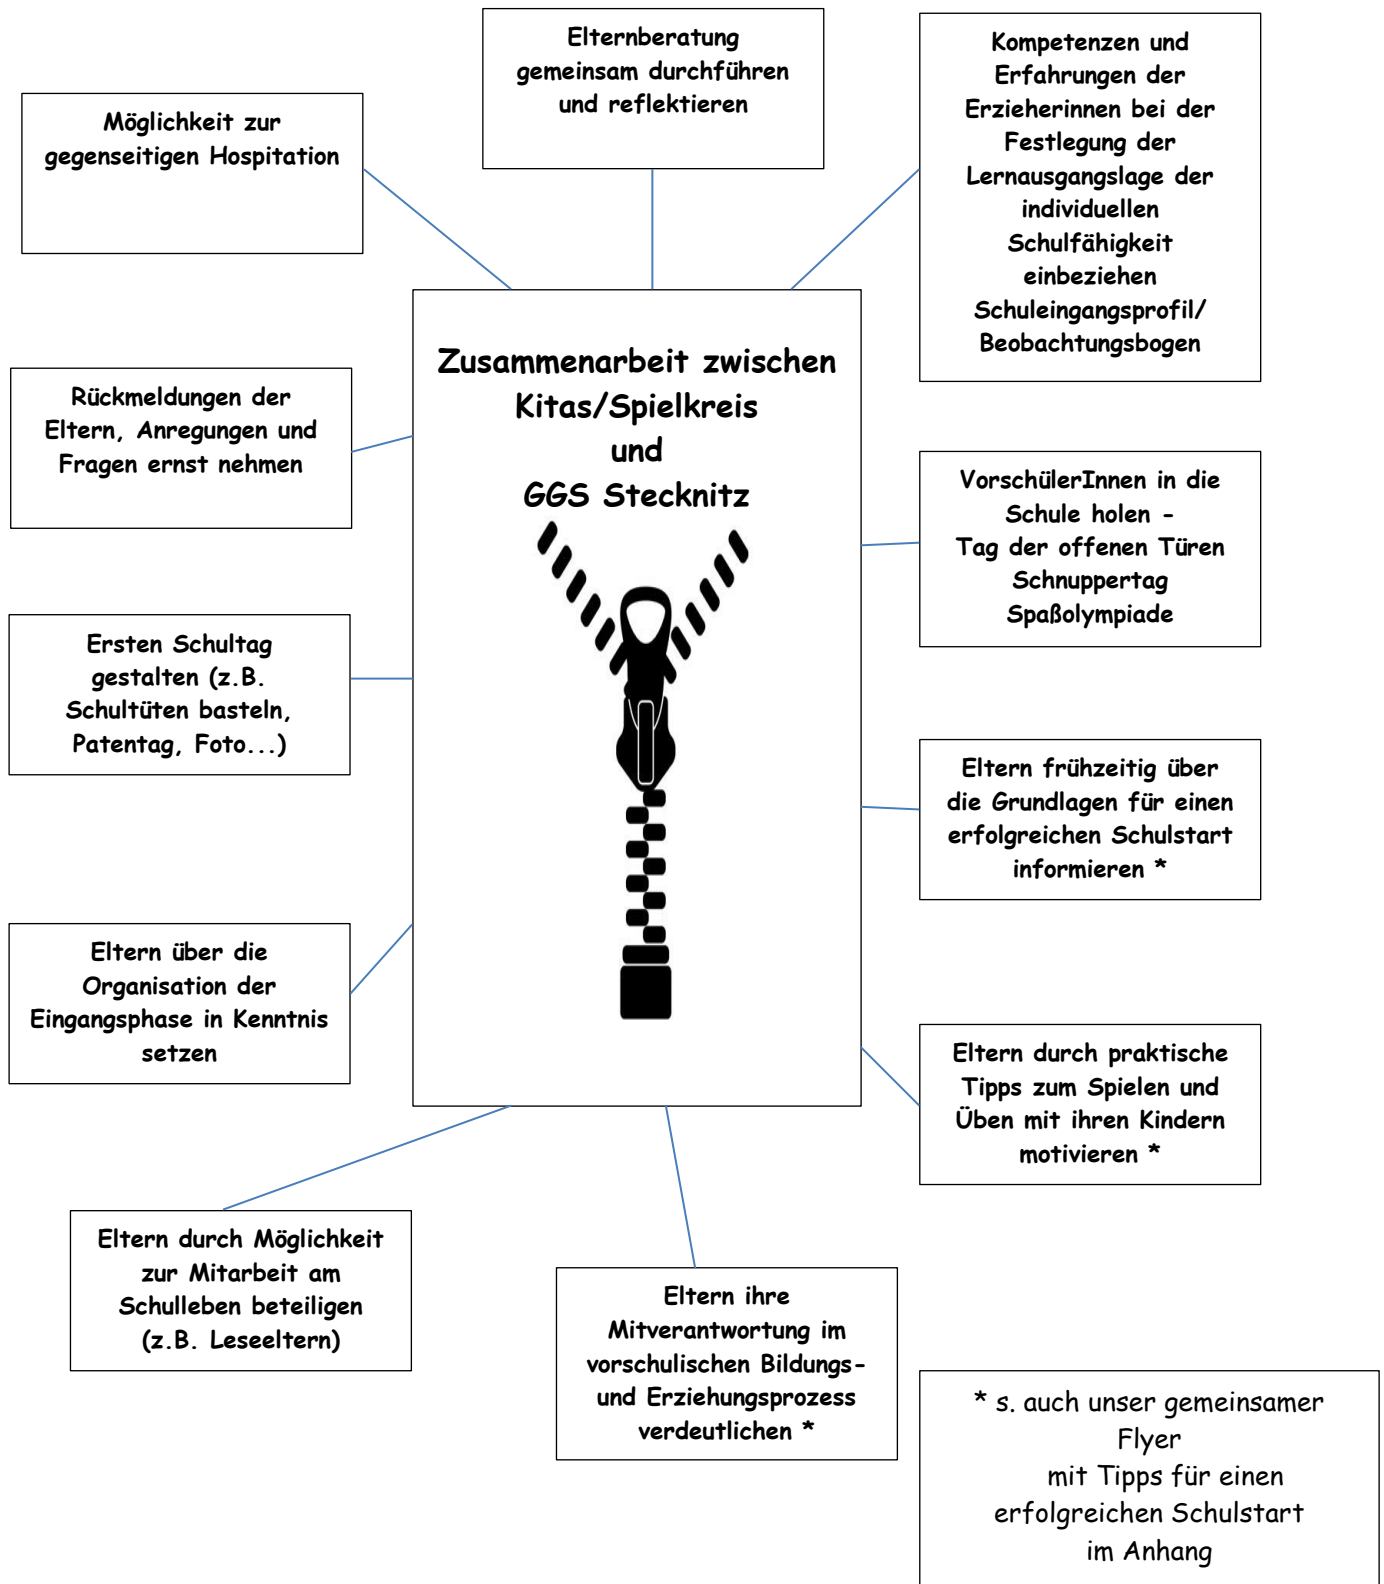 Elternberatung
gemeinsam durchführen
und reflektieren
Kompetenzen und
Erfahrungen der
Erzieherinnen bei der
Festlegung der
Lernausgangslage der
individuellen
Schulfähigkeit
einbeziehen
Schuleingangsprofil/
Beobachtungsbogen
Möglichkeit zur
gegenseitigen Hospitation
Zusammenarbeit zwischen
Kitas/Spielkreis
und
GGS Stecknitz
Rückmeldungen der
Eltern, Anregungen und
Fragen ernst nehmen
VorschülerInnen in die
Schule holen -
Tag der offenen Türen
Schnuppertag
Spaßolympiade
Ersten Schultag
gestalten (z.B.
Schultüten basteln,
Patentag, Foto...)
Eltern frühzeitig über
die Grundlagen für einen
erfolgreichen Schulstart
informieren *
Eltern über die
Organisation der
Eingangsphase in Kenntnis
setzen
Eltern durch praktische
Tipps zum Spielen und
Üben mit ihren Kindern
motivieren *
Eltern durch Möglichkeit
zur Mitarbeit am
Schulleben beteiligen
(z.B. Leseeltern)
Eltern ihre
Mitverantwortung im
vorschulischen Bildungs-
und Erziehungsprozess
verdeutlichen *
* s. auch unser gemeinsamer
Flyer
mit Tipps für einen
erfolgreichen Schulstart
im Anhang